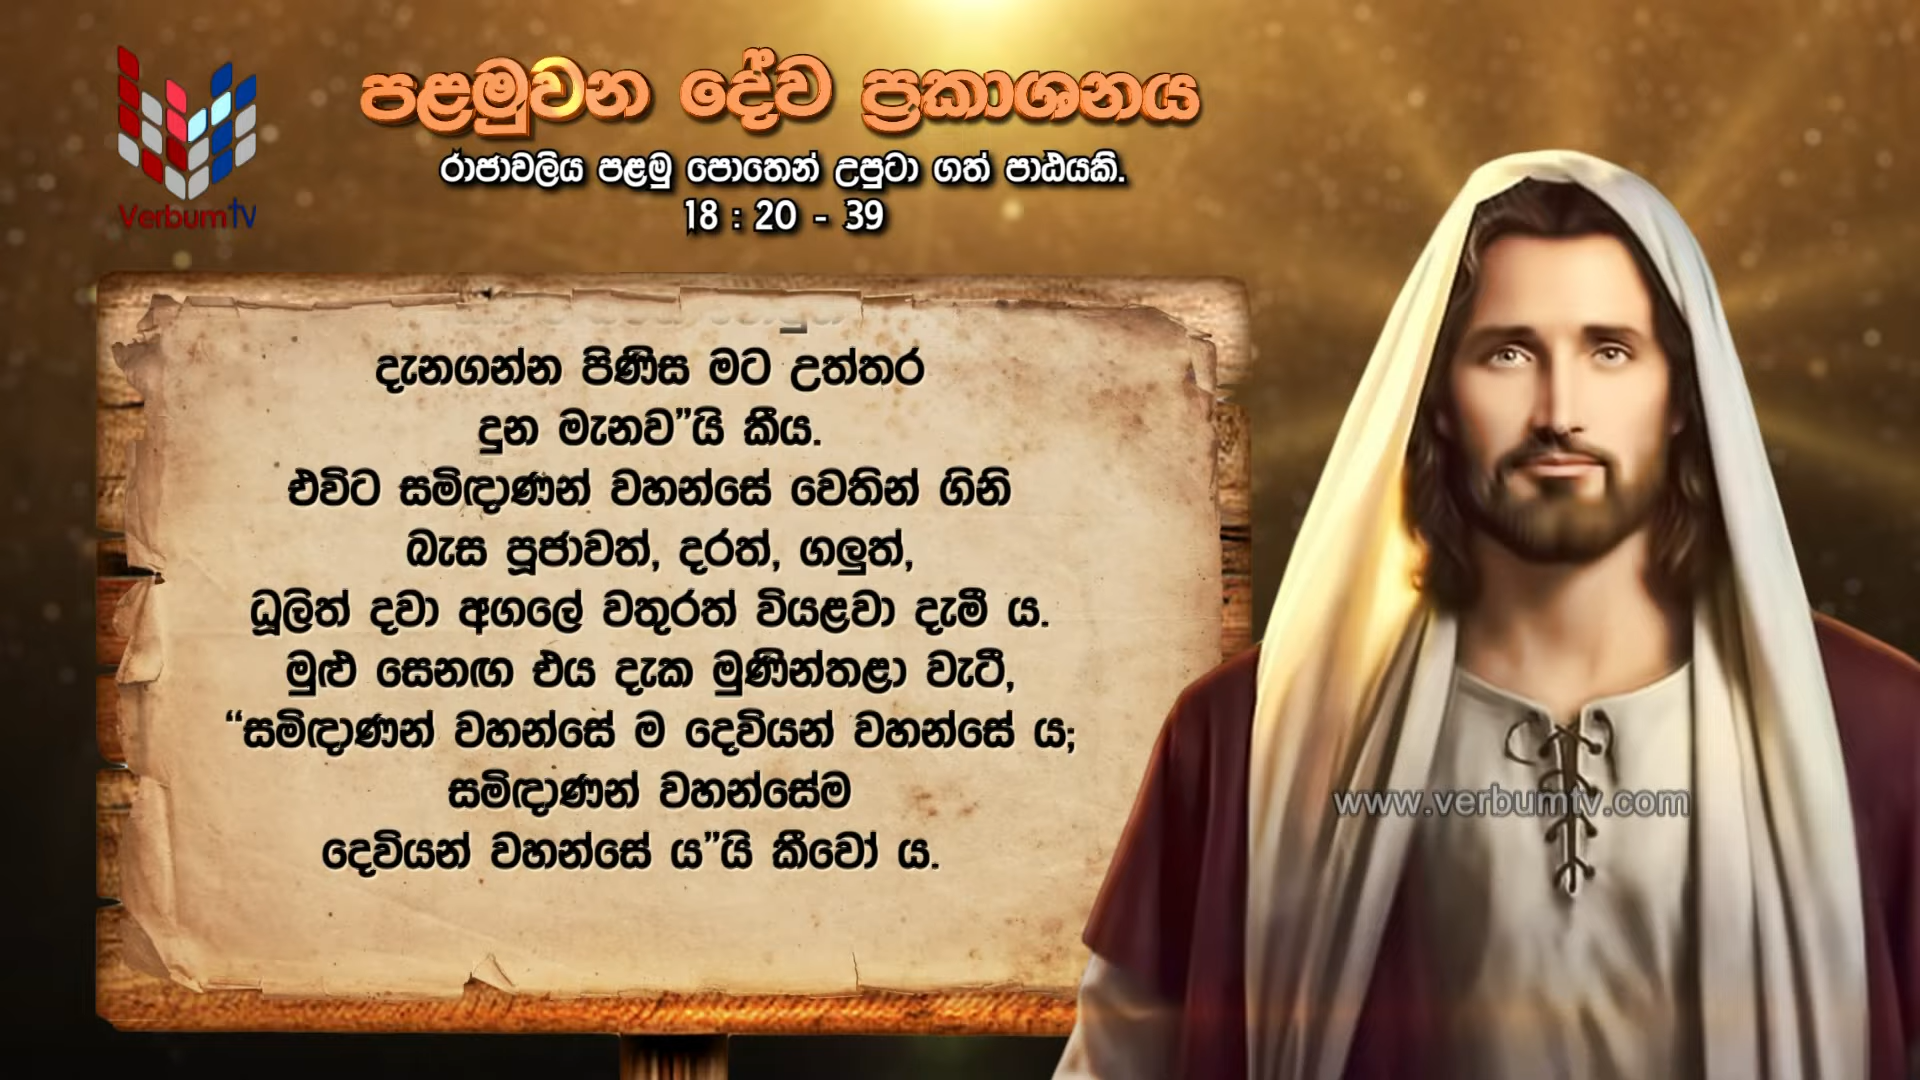 පළමුවන දේව ප්‍රකාශනය
රාජාවලිය පළමු පොතෙන් උපුටා ගත් පාඨයකි.
18 : 20 - 39
VerbumTV
දැනගන්න පිණිස මට උත්තර
දුන මැනව”යි කීය.
එවිට සමිඳාණන් වහන්සේ වෙතින් ගිනි
බැස පූජාවත්, දරත්, ගලුත්,
ධූලිත් දවා අගලේ වතුරත් වියළවා දැමී ය.
මුළු සෙනඟ එය දැක මුණින්තළා වැටී,
“සමිඳාණන් වහන්සේ ම දෙවියන් වහන්සේ ය;
සමිඳාණන් වහන්සේම
දෙවියන් වහන්සේ ය”යි කීවෝ ය.
www.verbumtv.com